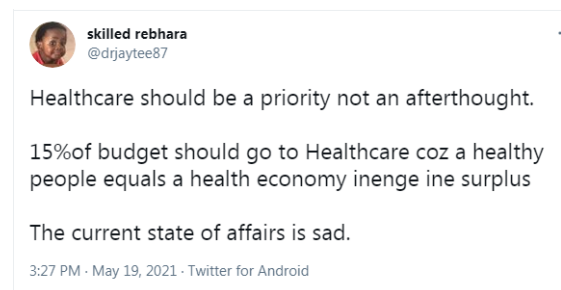 skilled rebhara
@drjaytee87
Healthcare should be a priority not an afterthought.
15%of budget should go to Healthcare coz a healthy
people equals a health economy inenge ine surplus
The current state of affairs is sad.
3:27 PM · May 19, 2021 · Twitter for Android